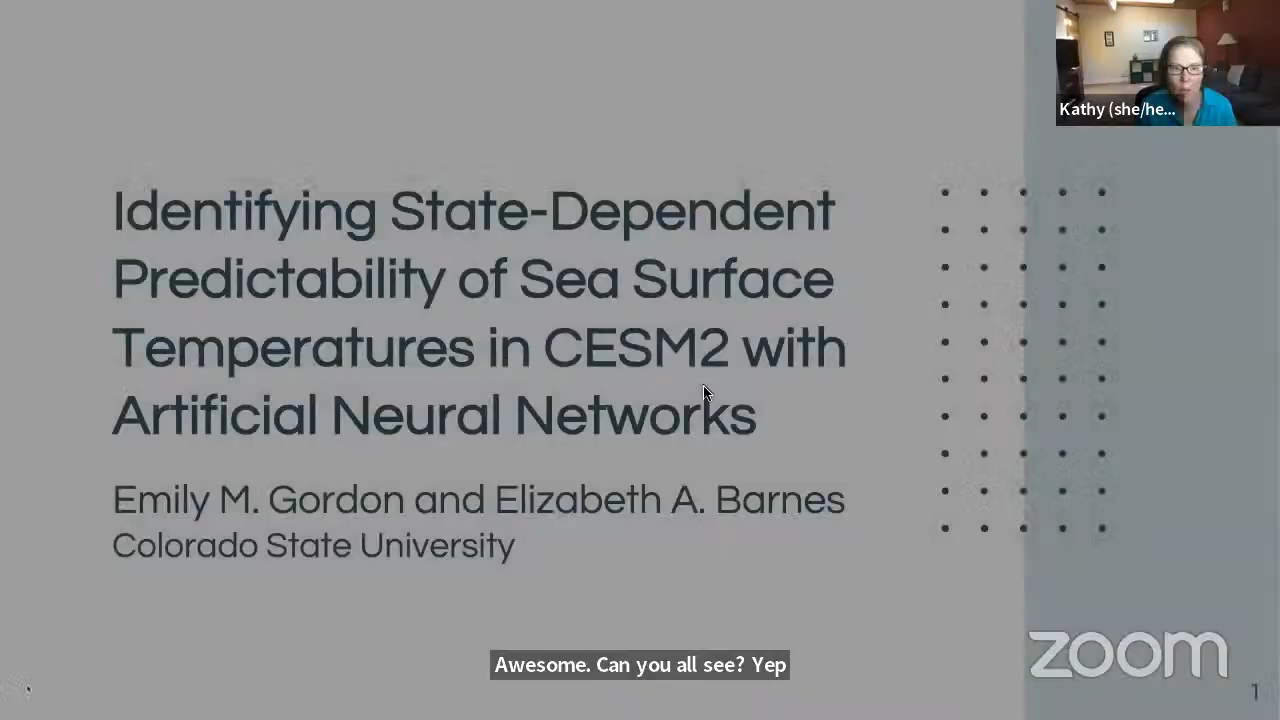 Kathy (she/he...
Identifying State-Dependent
Predictability of Sea Surface
Temperatures in CESM2 with
Artificial Neural Networks
Emily M. Gordon and Elizabeth A. Barnes
Colorado State University
Awesome. Can you all see? Yep
zoom
1